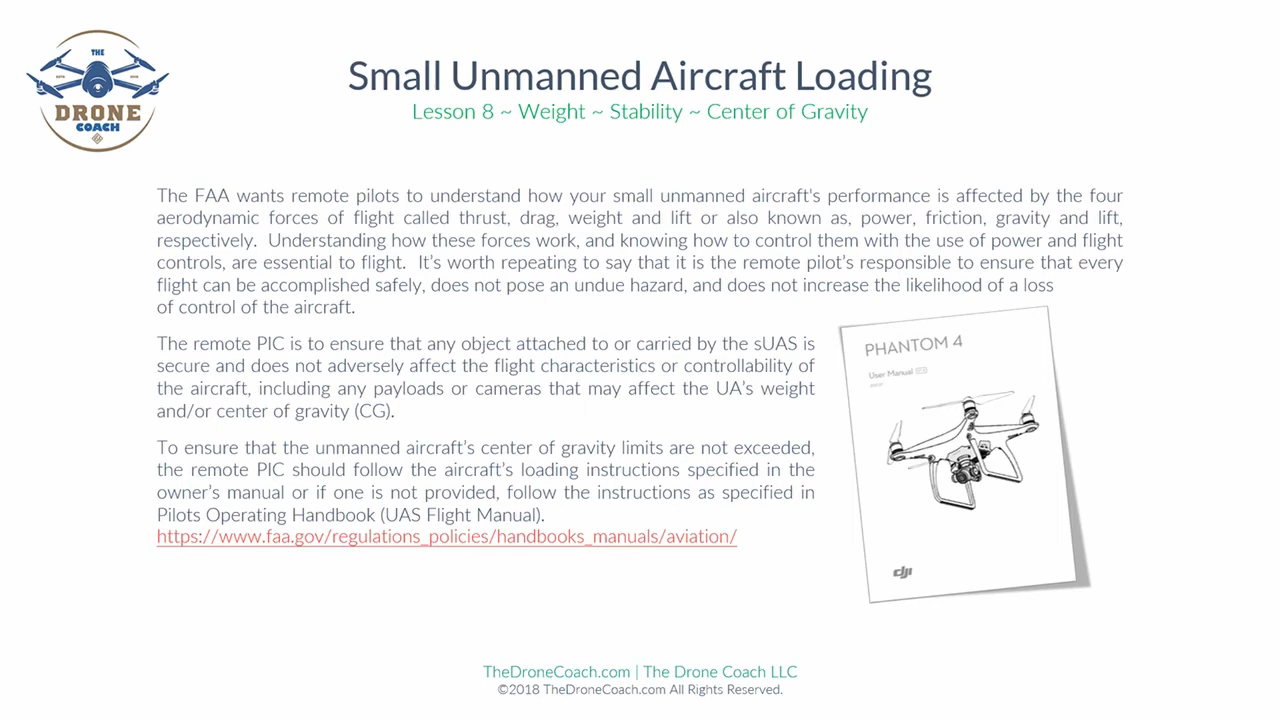 THE
DRONE
COACH
Small Unmanned Aircraft Loading
Lesson 8 ~ Weight ~ Stability ~ Center of Gravity
The FAA wants remote pilots to understand how your small unmanned aircraft's performance is affected by the four
aerodynamic forces of flight called thrust, drag, weight and lift or also known as, power, friction, gravity and lift,
respectively. Understanding how these forces work, and knowing how to control them with the use of power and flight
controls, are essential to flight. It’s worth repeating to say that it is the remote pilot’s responsible to ensure that every
flight can be accomplished safely, does not pose an undue hazard, and does not increase the likelihood of a loss
of control of the aircraft.
The remote PIC is to ensure that any object attached to or carried by the sUAS is
secure and does not adversely affect the flight characteristics or controllability of
the aircraft, including any payloads or cameras that may affect the UA’s weight
and/or center of gravity (CG).
To ensure that the unmanned aircraft’s center of gravity limits are not exceeded,
the remote PIC should follow the aircraft’s loading instructions specified in the
owner’s manual or if one is not provided, follow the instructions as specified in
Pilots Operating Handbook (UAS Flight Manual).
https://www.faa.gov/regulations_policies/handbooks_manuals/aviation/
PHANTOM 4
User Manual
dji
TheDroneCoach.com | The Drone Coach LLC
©2018 TheDroneCoach.com All Rights Reserved.